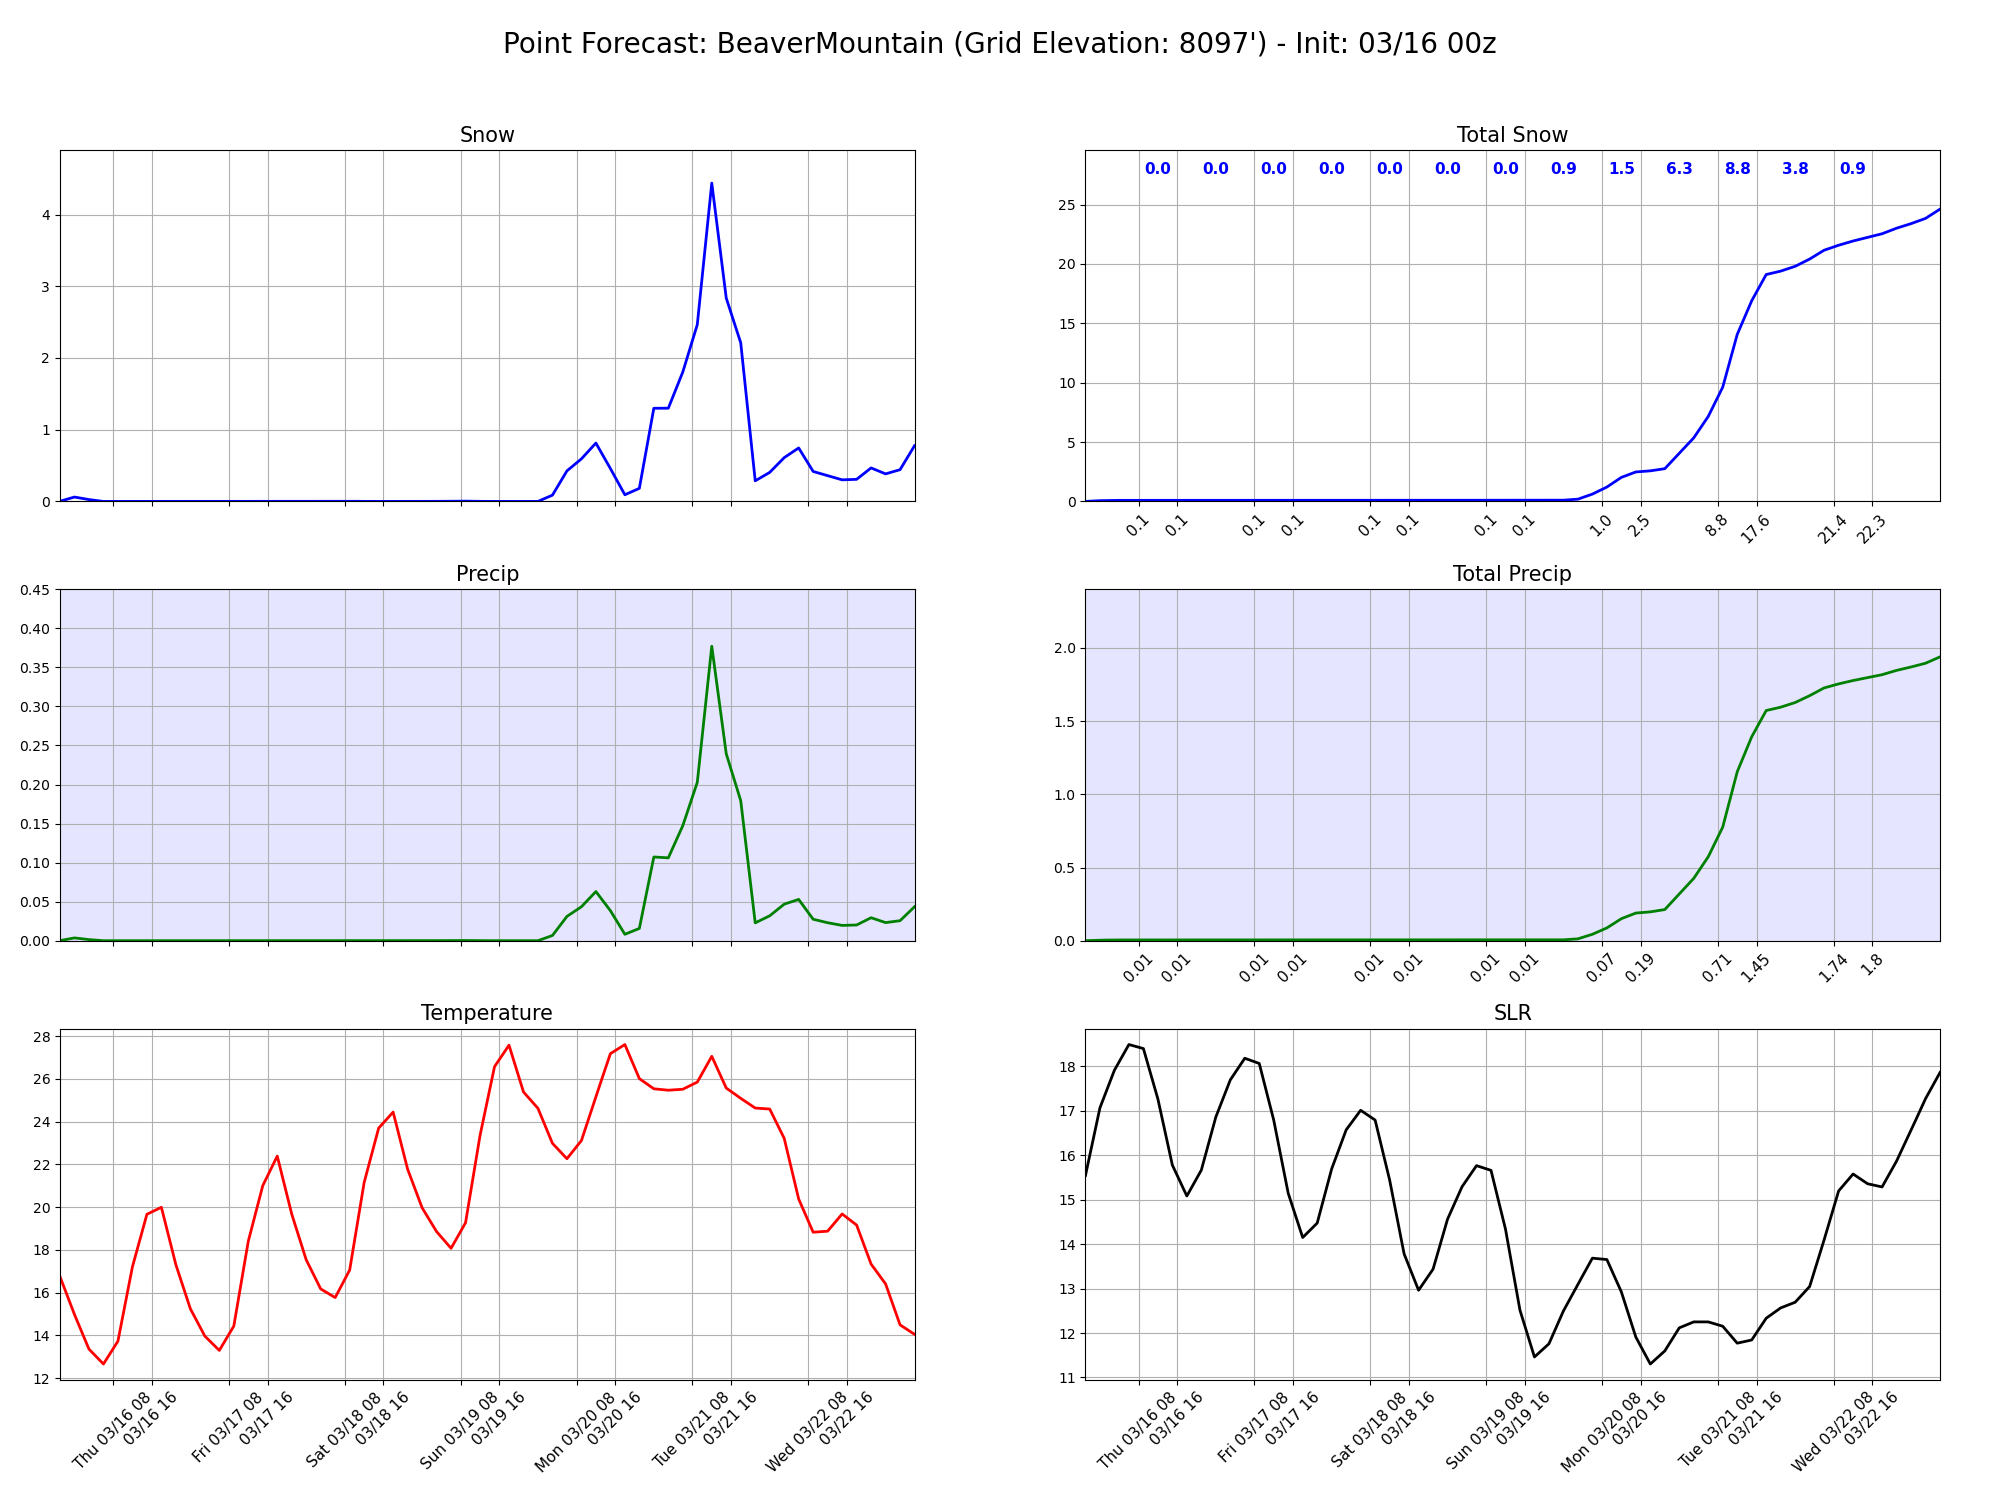 Point Forecast: BeaverMountain (Grid Elevation: 8097') - Init: 03/16 00z
Snow
4
3
2
1
0
Total Snow
0.0 0.0 0.0 0.0 0.0 0.0 0.0 0.9 1.5 6.3 8.8 3.8 0.9
25
20
15
10
5
0
0.1 0.1 0.1 0.1 0.1 0.1 0.1 0.1 1.0 2.5 8.8 17.6 21.4 22.3
Precip
0.45
0.40
0.35
0.30
0.25
0.20
0.15
0.10
0.05
0.00
Total Precip
2.0
1.5
1.0
0.5
0.0
0.01 0.01 0.01 0.01 0.01 0.01 0.01 0.01 0.07 0.19 0.71 1.45 1.74 1.8
Temperature
28
26
24
22
20
18
16
14
12
Thu 03/16 08
03/16 16
Fri 03/17 08
03/17 16
Sat 03/18 08
03/18 16
Sun 03/19 08
03/19 16
Mon 03/20 08
03/20 16
Tue 03/21 08
03/21 16
Wed 03/22 08
03/22 16
SLR
18
17
16
15
14
13
12
11
Thu 03/16 08
03/16 16
Fri 03/17 08
03/17 16
Sat 03/18 08
03/18 16
Sun 03/19 08
03/19 16
Mon 03/20 08
03/20 16
Tue 03/21 08
03/21 16
Wed 03/22 08
03/22 16